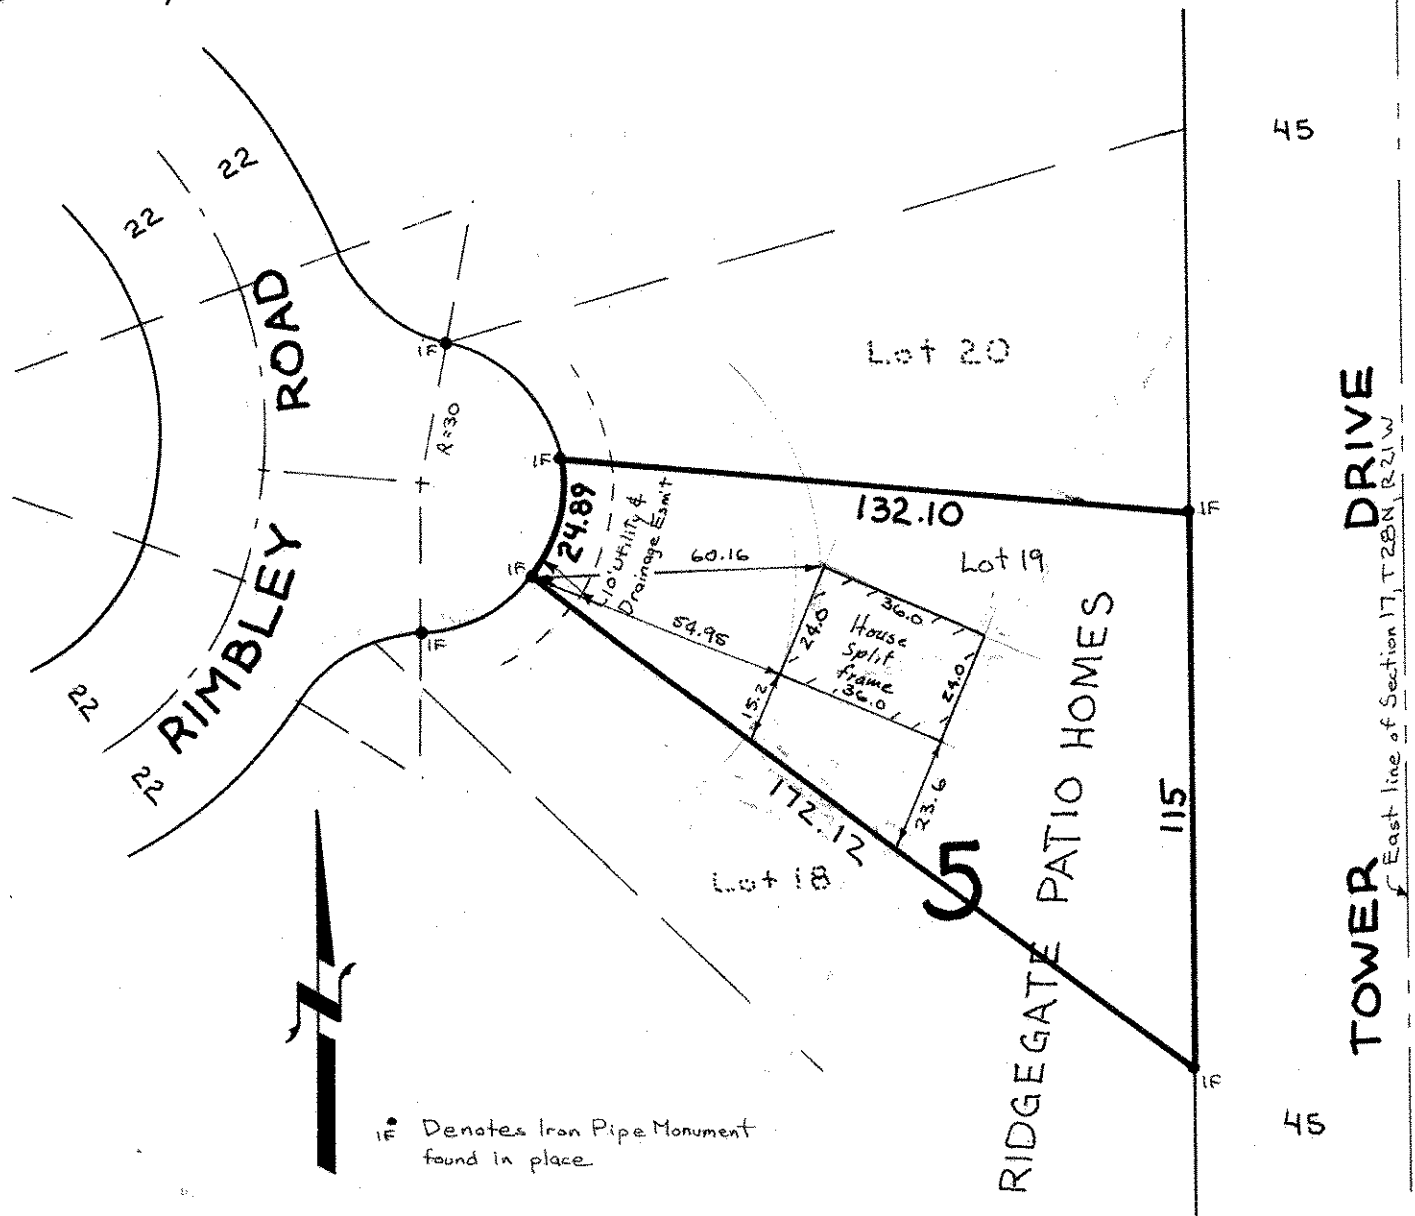 22
22
45
ROAD
IF
R=30
Lot 20
IF
24.89
10' Utility &
Drainage Esmt
132.10
IF
IF
60.16
Lot 19
54.95
24.0
36.0
House
Split
frame
36.0
24.0
15.2
23.6
IF
RIMBLEY
22
22
172.12
Lot 18
5
RIDGEGATE PATIO HOMES
115
TOWER DRIVE
East line of Section 17, T28N, R21W
IF
N
45
IF Denotes Iron Pipe Monument
found in place